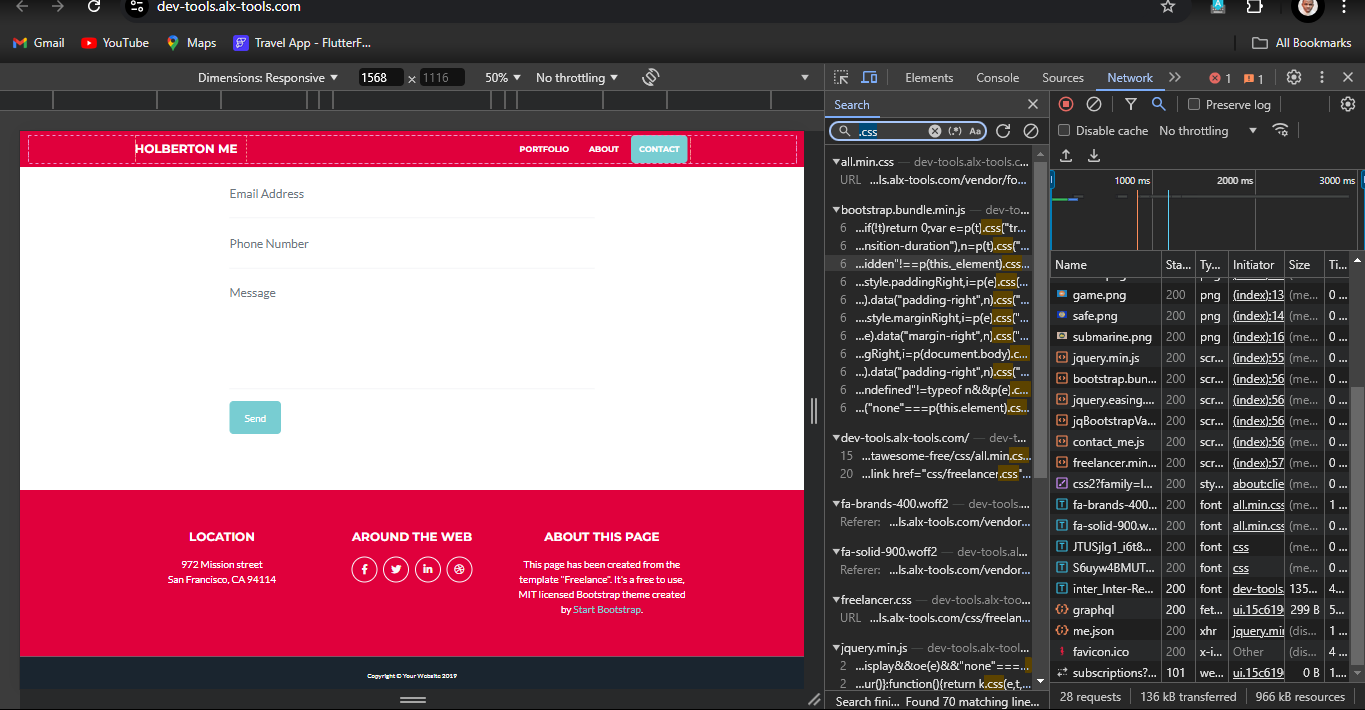 dev-tools.alx-tools.com
Gmail YouTube Maps Travel App - FlutterF... All Bookmarks
Dimensions: Responsive 1568 × 1116 50% No throttling
Elements Console Sources Network 1 1
HOLBERTON ME
PORTFOLIO ABOUT CONTACT
Email Address
Phone Number
Message
Send
LOCATION
972 Mission street
San Francisco, CA 94114
AROUND THE WEB
ABOUT THIS PAGE
This page has been created from the
template "Freelance". It's a free to use,
MIT licensed Bootstrap theme created
by Start Bootstrap.
Copyright © Your Website 2019
Search
.css (.*) Aa
all.min.css — dev-tools.alx-tools.c...
URL ...ls.alx-tools.com/vendor/fo...
bootstrap.bundle.min.js — dev-to...
6 ...if(!t)return 0;var e=p(t).css("tr...
6 ...nsition-duration"),n=p(t).css("...
6 ...idden"!==p(this._element).css...
6 ...style.paddingRight,i=p(e).css(...
6 ...).data("padding-right",n).css("...
6 ....style.marginRight,i=p(e).css("...
6 ...e).data("margin-right",n).css("...
6 ...gRight,i=p(document.body).c...
6 ...).data("padding-right",n).css("...
6 ...ndefined"!=typeof n&&p(e).c...
6 ...("none"===p(this.element).cs...
dev-tools.alx-tools.com/ — dev-t...
15 ...tawesome-free/css/all.min.cs...
20 ...link href="css/freelancer.css"...
fa-brands-400.woff2 — dev-tools...
Referer: ...ls.alx-tools.com/vendor...
fa-solid-900.woff2 — dev-tools.al...
Referer: ...ls.alx-tools.com/vendor...
freelancer.css — dev-tools.alx-too...
URL ...ls.alx-tools.com/css/freelan...
jquery.min.js — dev-tools.alx-tool...
2 ...isplay&&oe(e)&&"none"===...
2 ...ur()}:function(){return k.css(e,t,...
Search fini... Found 70 matching line...
Preserve log
Disable cache No throttling
1000 ms 2000 ms 3000 ms
Name Sta... Ty... Initiator Size Ti...
game.png 200 png (index):13 (me... 0 ...
safe.png 200 png (index):14 (me... 0 ...
submarine.png 200 png (index):16 (me... 0 ...
jquery.min.js 200 scr... (index):55 (me... 0 ...
bootstrap.bun... 200 scr... (index):56 (me... 0 ...
jquery.easing.... 200 scr... (index):56 (me... 0 ...
jqBootstrapVa... 200 scr... (index):56 (me... 0 ...
contact_me.js 200 scr... (index):56 (me... 0 ...
freelancer.min... 200 scr... (index):57 (me... 0 ...
css2?family=I... 200 sty... about:clie (me... 0 ...
fa-brands-400... 200 font all.min.css (me... 1 ...
fa-solid-900.w... 200 font all.min.css (me... 0 ...
JTUSjIg1_i6t8... 200 font css (me... 0 ...
S6uyw4BMUT... 200 font css (me... 0 ...
inter_Inter-Re... 200 font dev-tools. 135... 4...
graphql 200 fet... ui.15c619 299 B 5...
me.json 200 xhr jquery.min (dis... 1 ...
favicon.ico 200 x-i... Other (dis... 4 ...
subscriptions?... 101 we... ui.15c619 0 B 1....
28 requests 136 kB transferred 966 kB resources